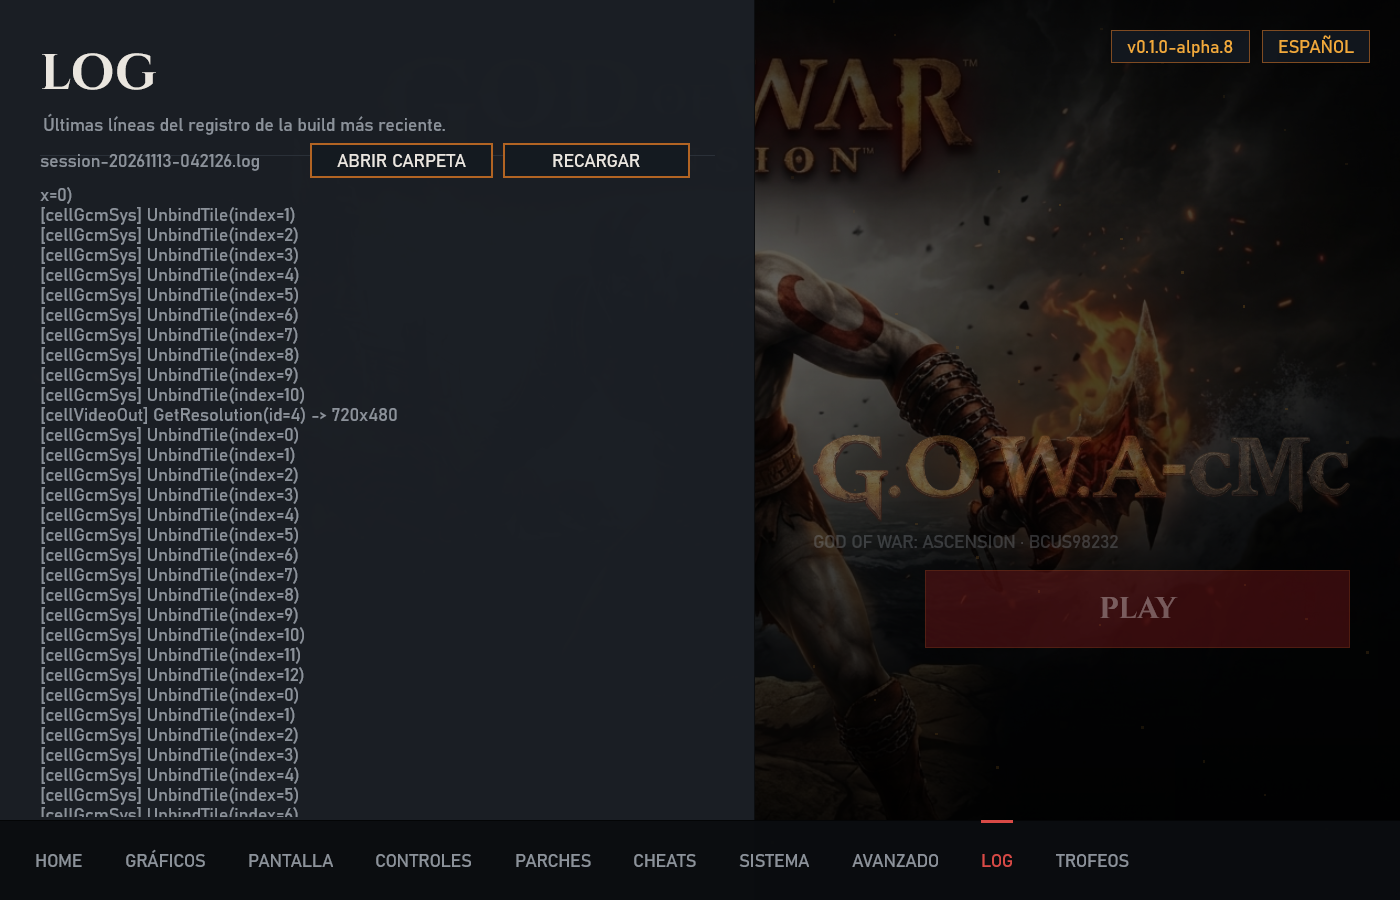 LOG
Últimas líneas del registro de la build más reciente.
session-20261113-042126.log
ABRIR CARPETA
RECARGAR
x=0)
[cellGcmSys] UnbindTile(index=1)
[cellGcmSys] UnbindTile(index=2)
[cellGcmSys] UnbindTile(index=3)
[cellGcmSys] UnbindTile(index=4)
[cellGcmSys] UnbindTile(index=5)
[cellGcmSys] UnbindTile(index=6)
[cellGcmSys] UnbindTile(index=7)
[cellGcmSys] UnbindTile(index=8)
[cellGcmSys] UnbindTile(index=9)
[cellGcmSys] UnbindTile(index=10)
[cellVideoOut] GetResolution(id=4) -> 720x480
[cellGcmSys] UnbindTile(index=0)
[cellGcmSys] UnbindTile(index=1)
[cellGcmSys] UnbindTile(index=2)
[cellGcmSys] UnbindTile(index=3)
[cellGcmSys] UnbindTile(index=4)
[cellGcmSys] UnbindTile(index=5)
[cellGcmSys] UnbindTile(index=6)
[cellGcmSys] UnbindTile(index=7)
[cellGcmSys] UnbindTile(index=8)
[cellGcmSys] UnbindTile(index=9)
[cellGcmSys] UnbindTile(index=10)
[cellGcmSys] UnbindTile(index=11)
[cellGcmSys] UnbindTile(index=12)
[cellGcmSys] UnbindTile(index=0)
[cellGcmSys] UnbindTile(index=1)
[cellGcmSys] UnbindTile(index=2)
[cellGcmSys] UnbindTile(index=3)
[cellGcmSys] UnbindTile(index=4)
[cellGcmSys] UnbindTile(index=5)
[cellGcmSys] UnbindTile(index=6)
v0.1.0-alpha.8
ESPAÑOL
WAR™
ION™
G.O.W.A-cMc
GOD OF WAR: ASCENSION · BCUS98232
PLAY
HOME
GRÁFICOS
PANTALLA
CONTROLES
PARCHES
CHEATS
SISTEMA
AVANZADO
LOG
TROFEOS